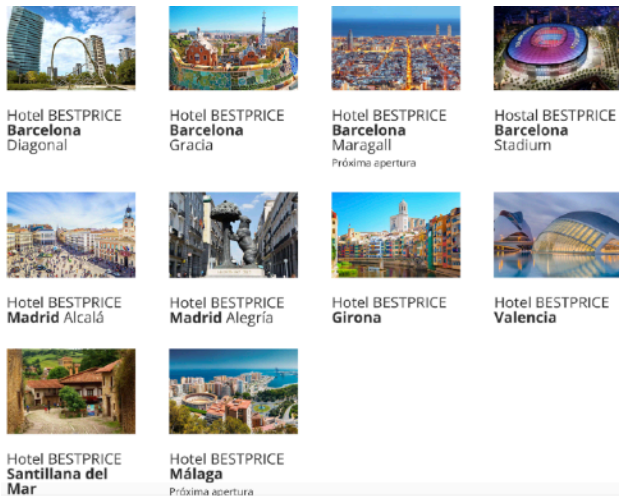 Hotel BESTPRICE
Barcelona
Diagonal
Hotel BESTPRICE
Barcelona
Gracia
Hotel BESTPRICE
Barcelona
Maragall
Próxima apertura
Hostal BESTPRICE
Barcelona
Stadium
Hotel BESTPRICE
Madrid Alcalá
Hotel BESTPRICE
Madrid Alegría
Hotel BESTPRICE
Girona
Hotel BESTPRICE
Valencia
Hotel BESTPRICE
Santillana del
Mar
Hotel BESTPRICE
Málaga
Próxima apertura